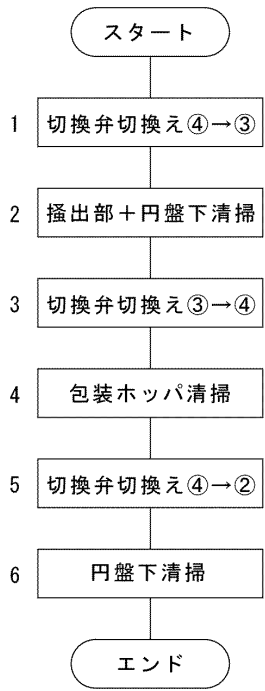 スタート
1 切換弁切換え④→③
2 掻出部＋円盤下清掃
3 切換弁切換え③→④
4 包装ホッパ清掃
5 切換弁切換え④→②
6 円盤下清掃
エンド